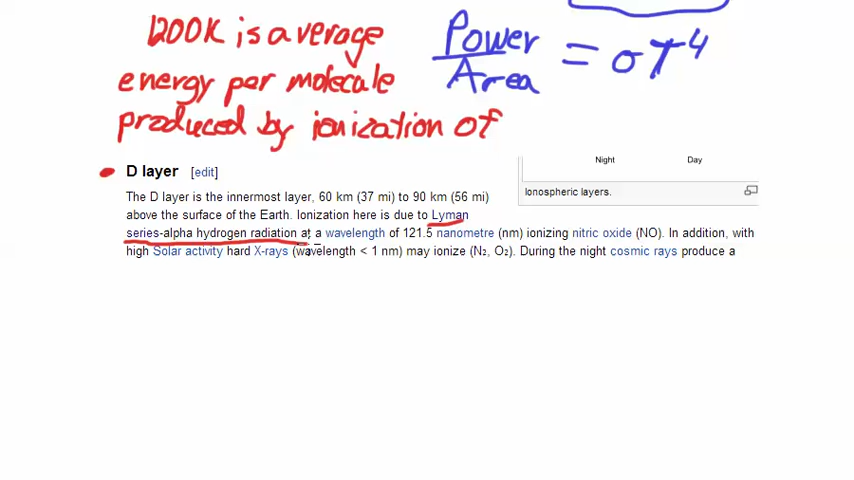 1200K is average
energy per molecule
produced by ionization of
Power
Area
= σT⁴
Night Day
Ionospheric layers.
D layer [edit]
The D layer is the innermost layer, 60 km (37 mi) to 90 km (56 mi)
above the surface of the Earth. Ionization here is due to Lyman
series-alpha hydrogen radiation at a wavelength of 121.5 nanometre (nm) ionizing nitric oxide (NO). In addition, with
high Solar activity hard X-rays (wavelength < 1 nm) may ionize (N₂, O₂). During the night cosmic rays produce a